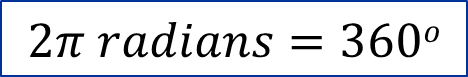 2π radians = 360°